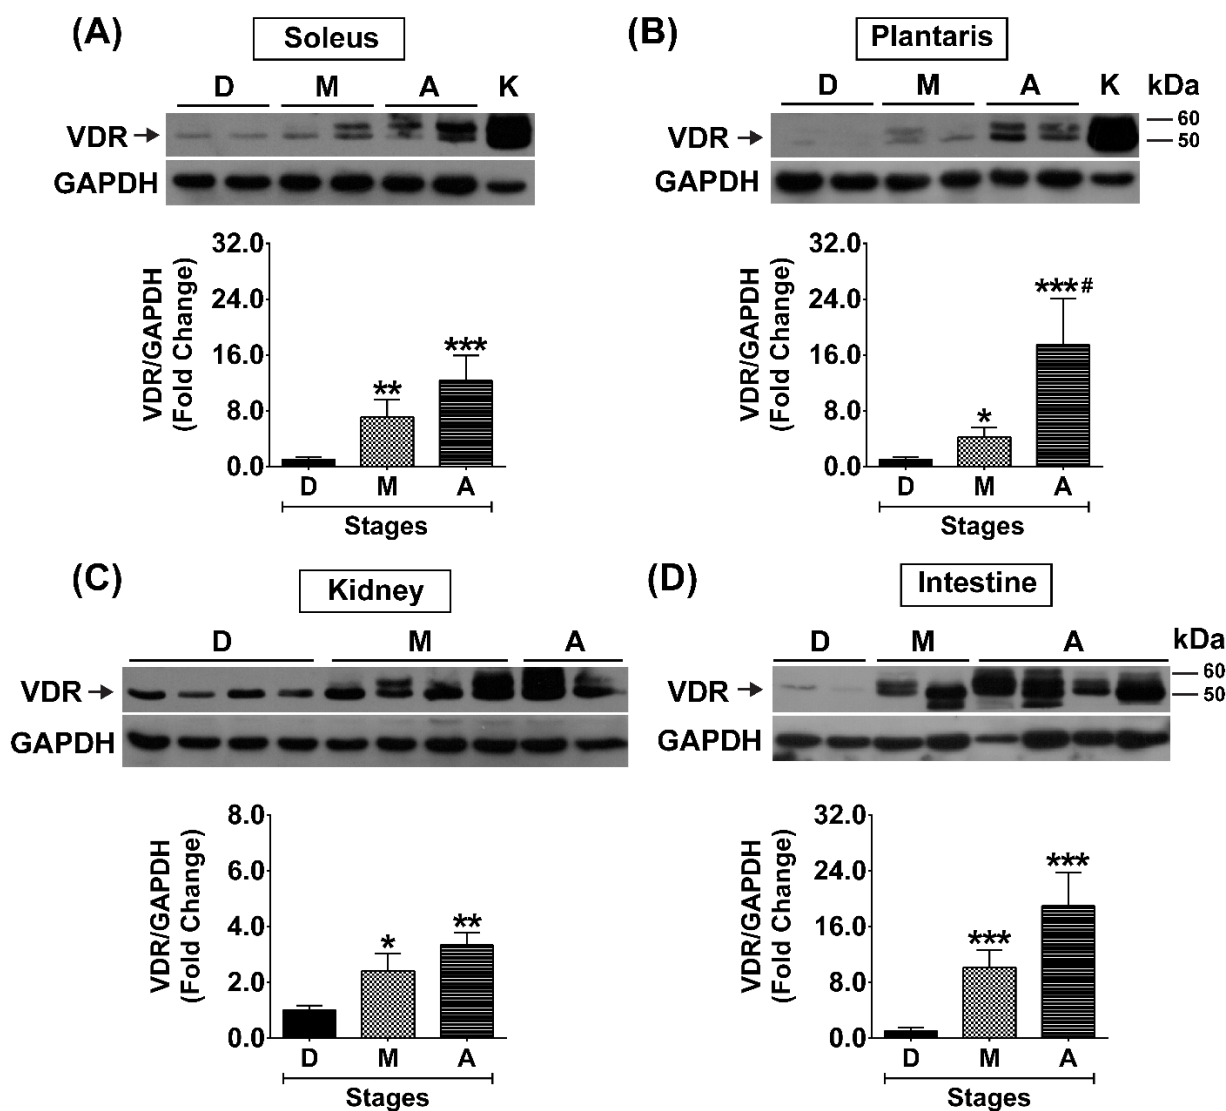 (A) Soleus
D M A K
VDR
GAPDH
VDR/GAPDH
(Fold Change)
32.0
24.0
16.0
8.0
0.0
***
**
D M A
Stages
(B) Plantaris
D M A K kDa
VDR
60
50
GAPDH
VDR/GAPDH
(Fold Change)
32.0
24.0
16.0
8.0
0.0
***#
*
D M A
Stages
(C) Kidney
D M A
VDR
GAPDH
VDR/GAPDH
(Fold Change)
8.0
6.0
4.0
2.0
0.0
**
*
D M A
Stages
(D) Intestine
D M A kDa
VDR
60
50
GAPDH
VDR/GAPDH
(Fold Change)
32.0
24.0
16.0
8.0
0.0
***
***
D M A
Stages